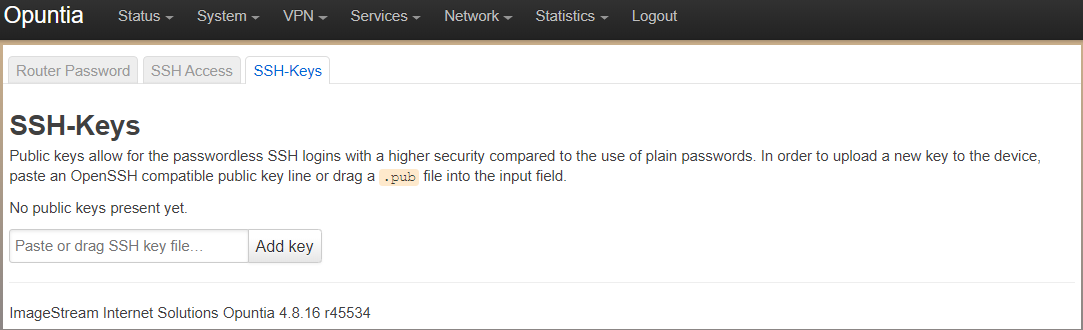 Opuntia Status System VPN Services Network Statistics Logout
Router Password SSH Access SSH-Keys
SSH-Keys
Public keys allow for the passwordless SSH logins with a higher security compared to the use of plain passwords. In order to upload a new key to the device,
paste an OpenSSH compatible public key line or drag a .pub file into the input field.
No public keys present yet.
Paste or drag SSH key file... Add key
ImageStream Internet Solutions Opuntia 4.8.16 r45534